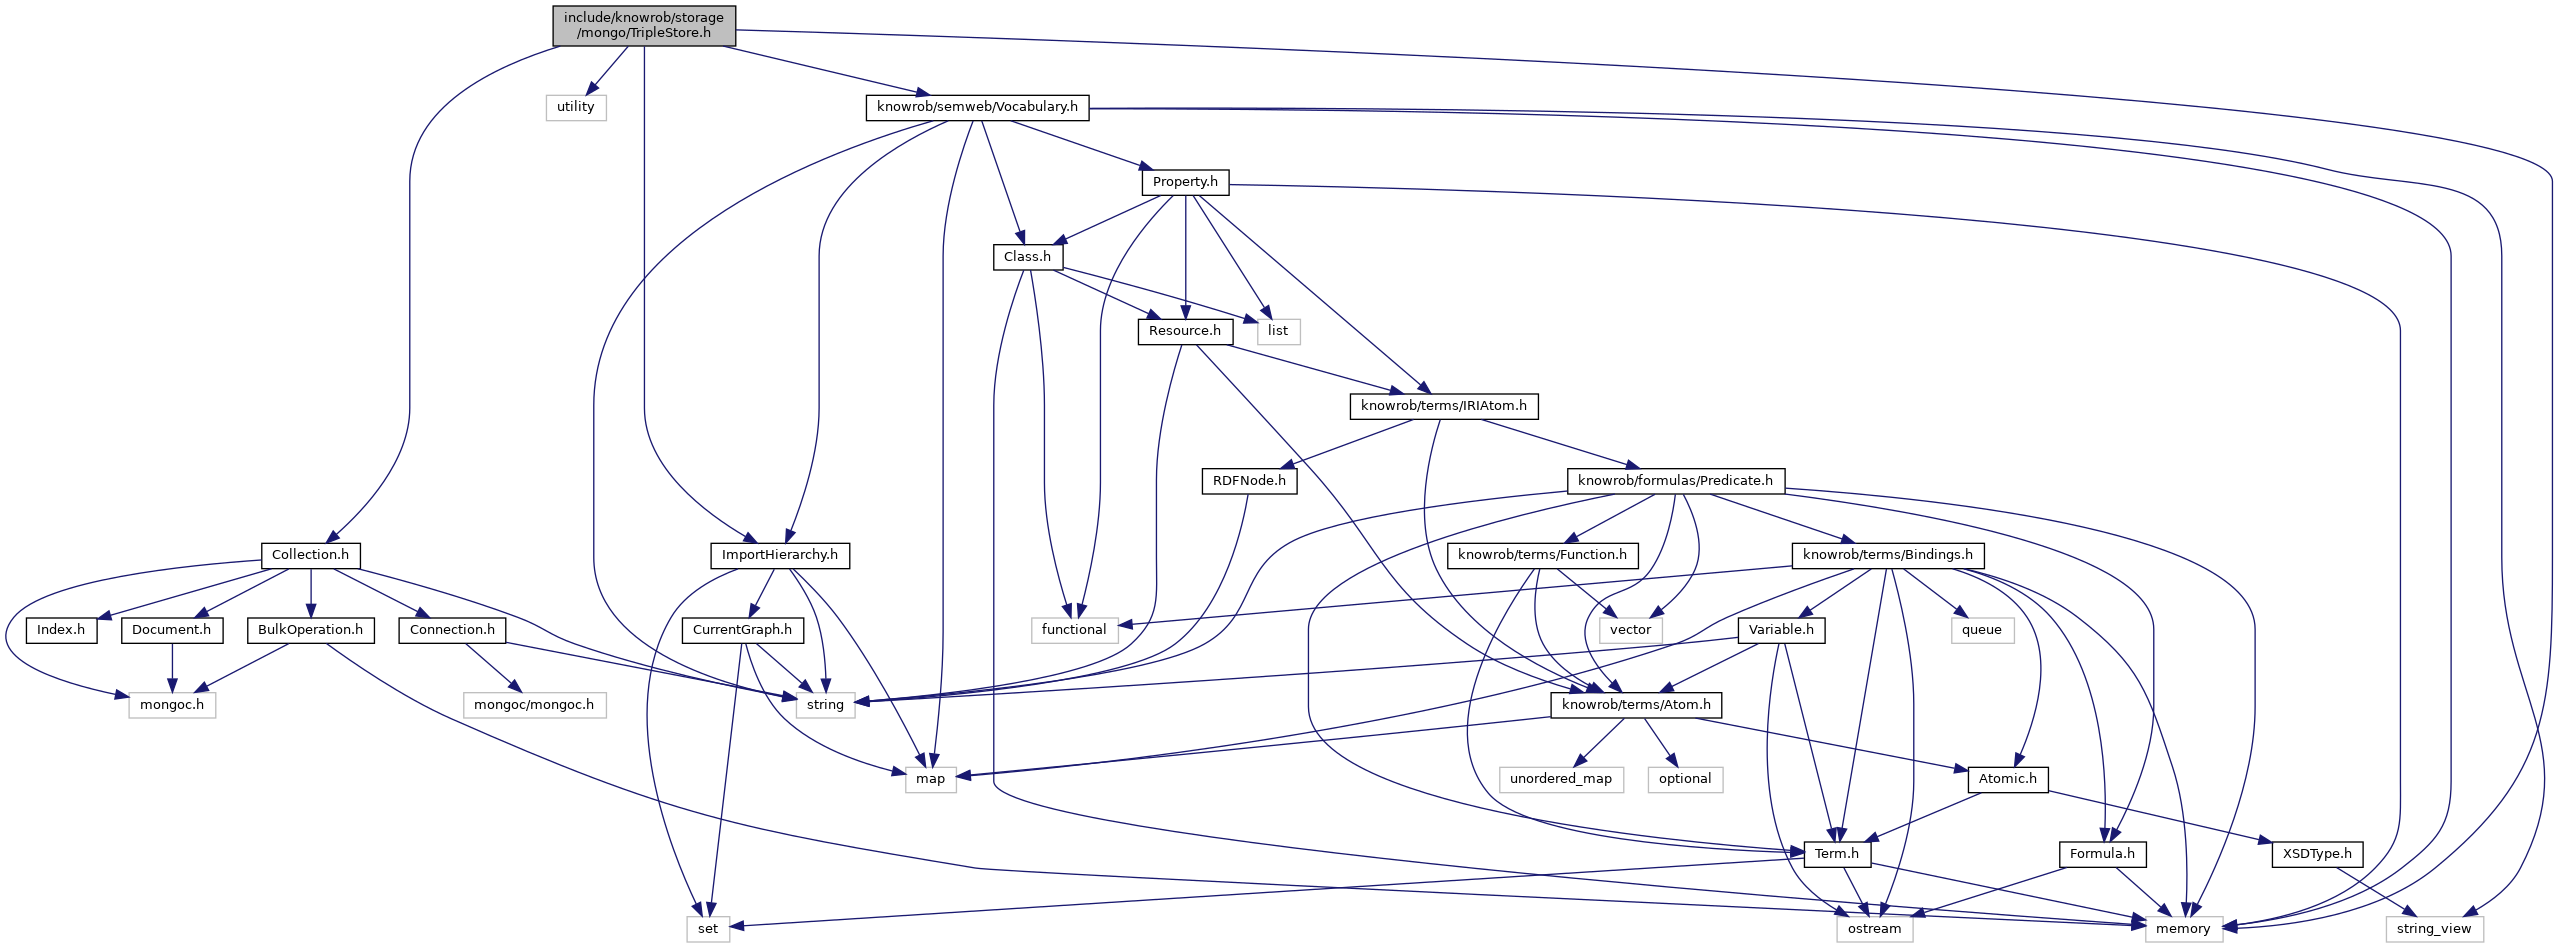 include/knowrob/storage
/mongo/TripleStore.h
utility
knowrob/semweb/Vocabulary.h
Property.h
Class.h
Resource.h
list
knowrob/terms/IRIAtom.h
RDFNode.h
knowrob/formulas/Predicate.h
Collection.h
ImportHierarchy.h
knowrob/terms/Function.h
knowrob/terms/Bindings.h
Index.h
Document.h
BulkOperation.h
Connection.h
CurrentGraph.h
functional
vector
Variable.h
queue
mongoc.h
mongoc/mongoc.h
string
knowrob/terms/Atom.h
map
unordered_map
optional
Atomic.h
Term.h
Formula.h
XSDType.h
set
ostream
memory
string_view